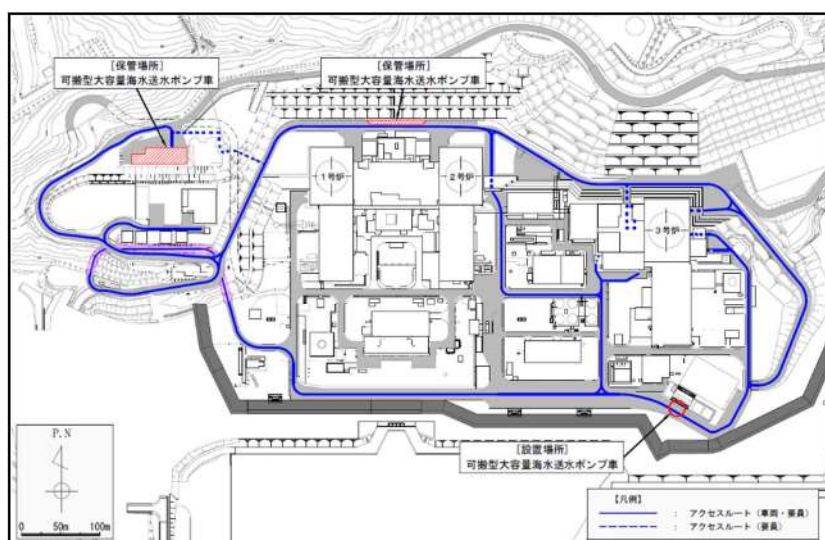 [保管場所]
可搬型大容量海水送水ポンプ車
[保管場所]
可搬型大容量海水送水ポンプ車
1号炉
2号炉
3号炉
[設置場所]
可搬型大容量海水送水ポンプ車
P.N
0 50m 100m
【凡例】
： アクセスルート（車両・要員）
： アクセスルート（要員）